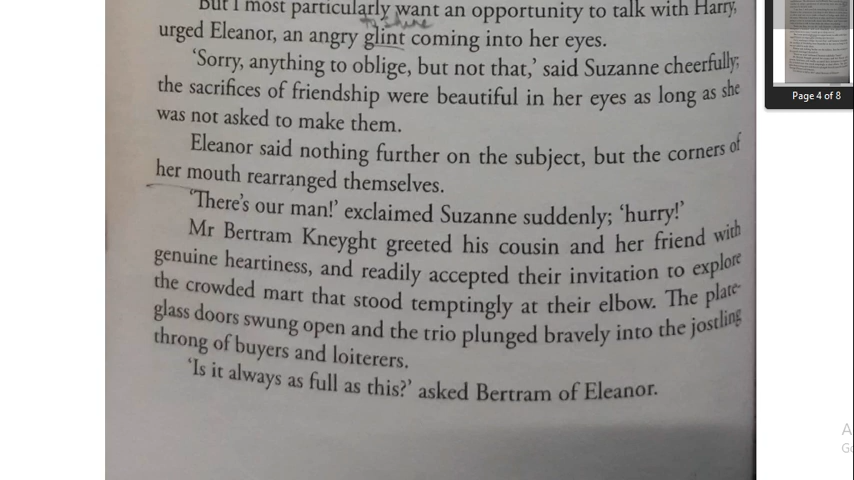 But I most particularly want an opportunity to talk with Harry,
to shine
urged Eleanor, an angry glint coming into her eyes.
'Sorry, anything to oblige, but not that,' said Suzanne cheerfully;
the sacrifices of friendship were beautiful in her eyes as long as she
was not asked to make them.
Eleanor said nothing further on the subject, but the corners of
her mouth rearranged themselves.
'There's our man!' exclaimed Suzanne suddenly; 'hurry!'
Mr Bertram Kneyght greeted his cousin and her friend with
genuine heartiness, and readily accepted their invitation to explore
the crowded mart that stood temptingly at their elbow. The plate-
glass doors swung open and the trio plunged bravely into the jostling
throng of buyers and loiterers.
'Is it always as full as this?' asked Bertram of Eleanor.
Page 4 of 8